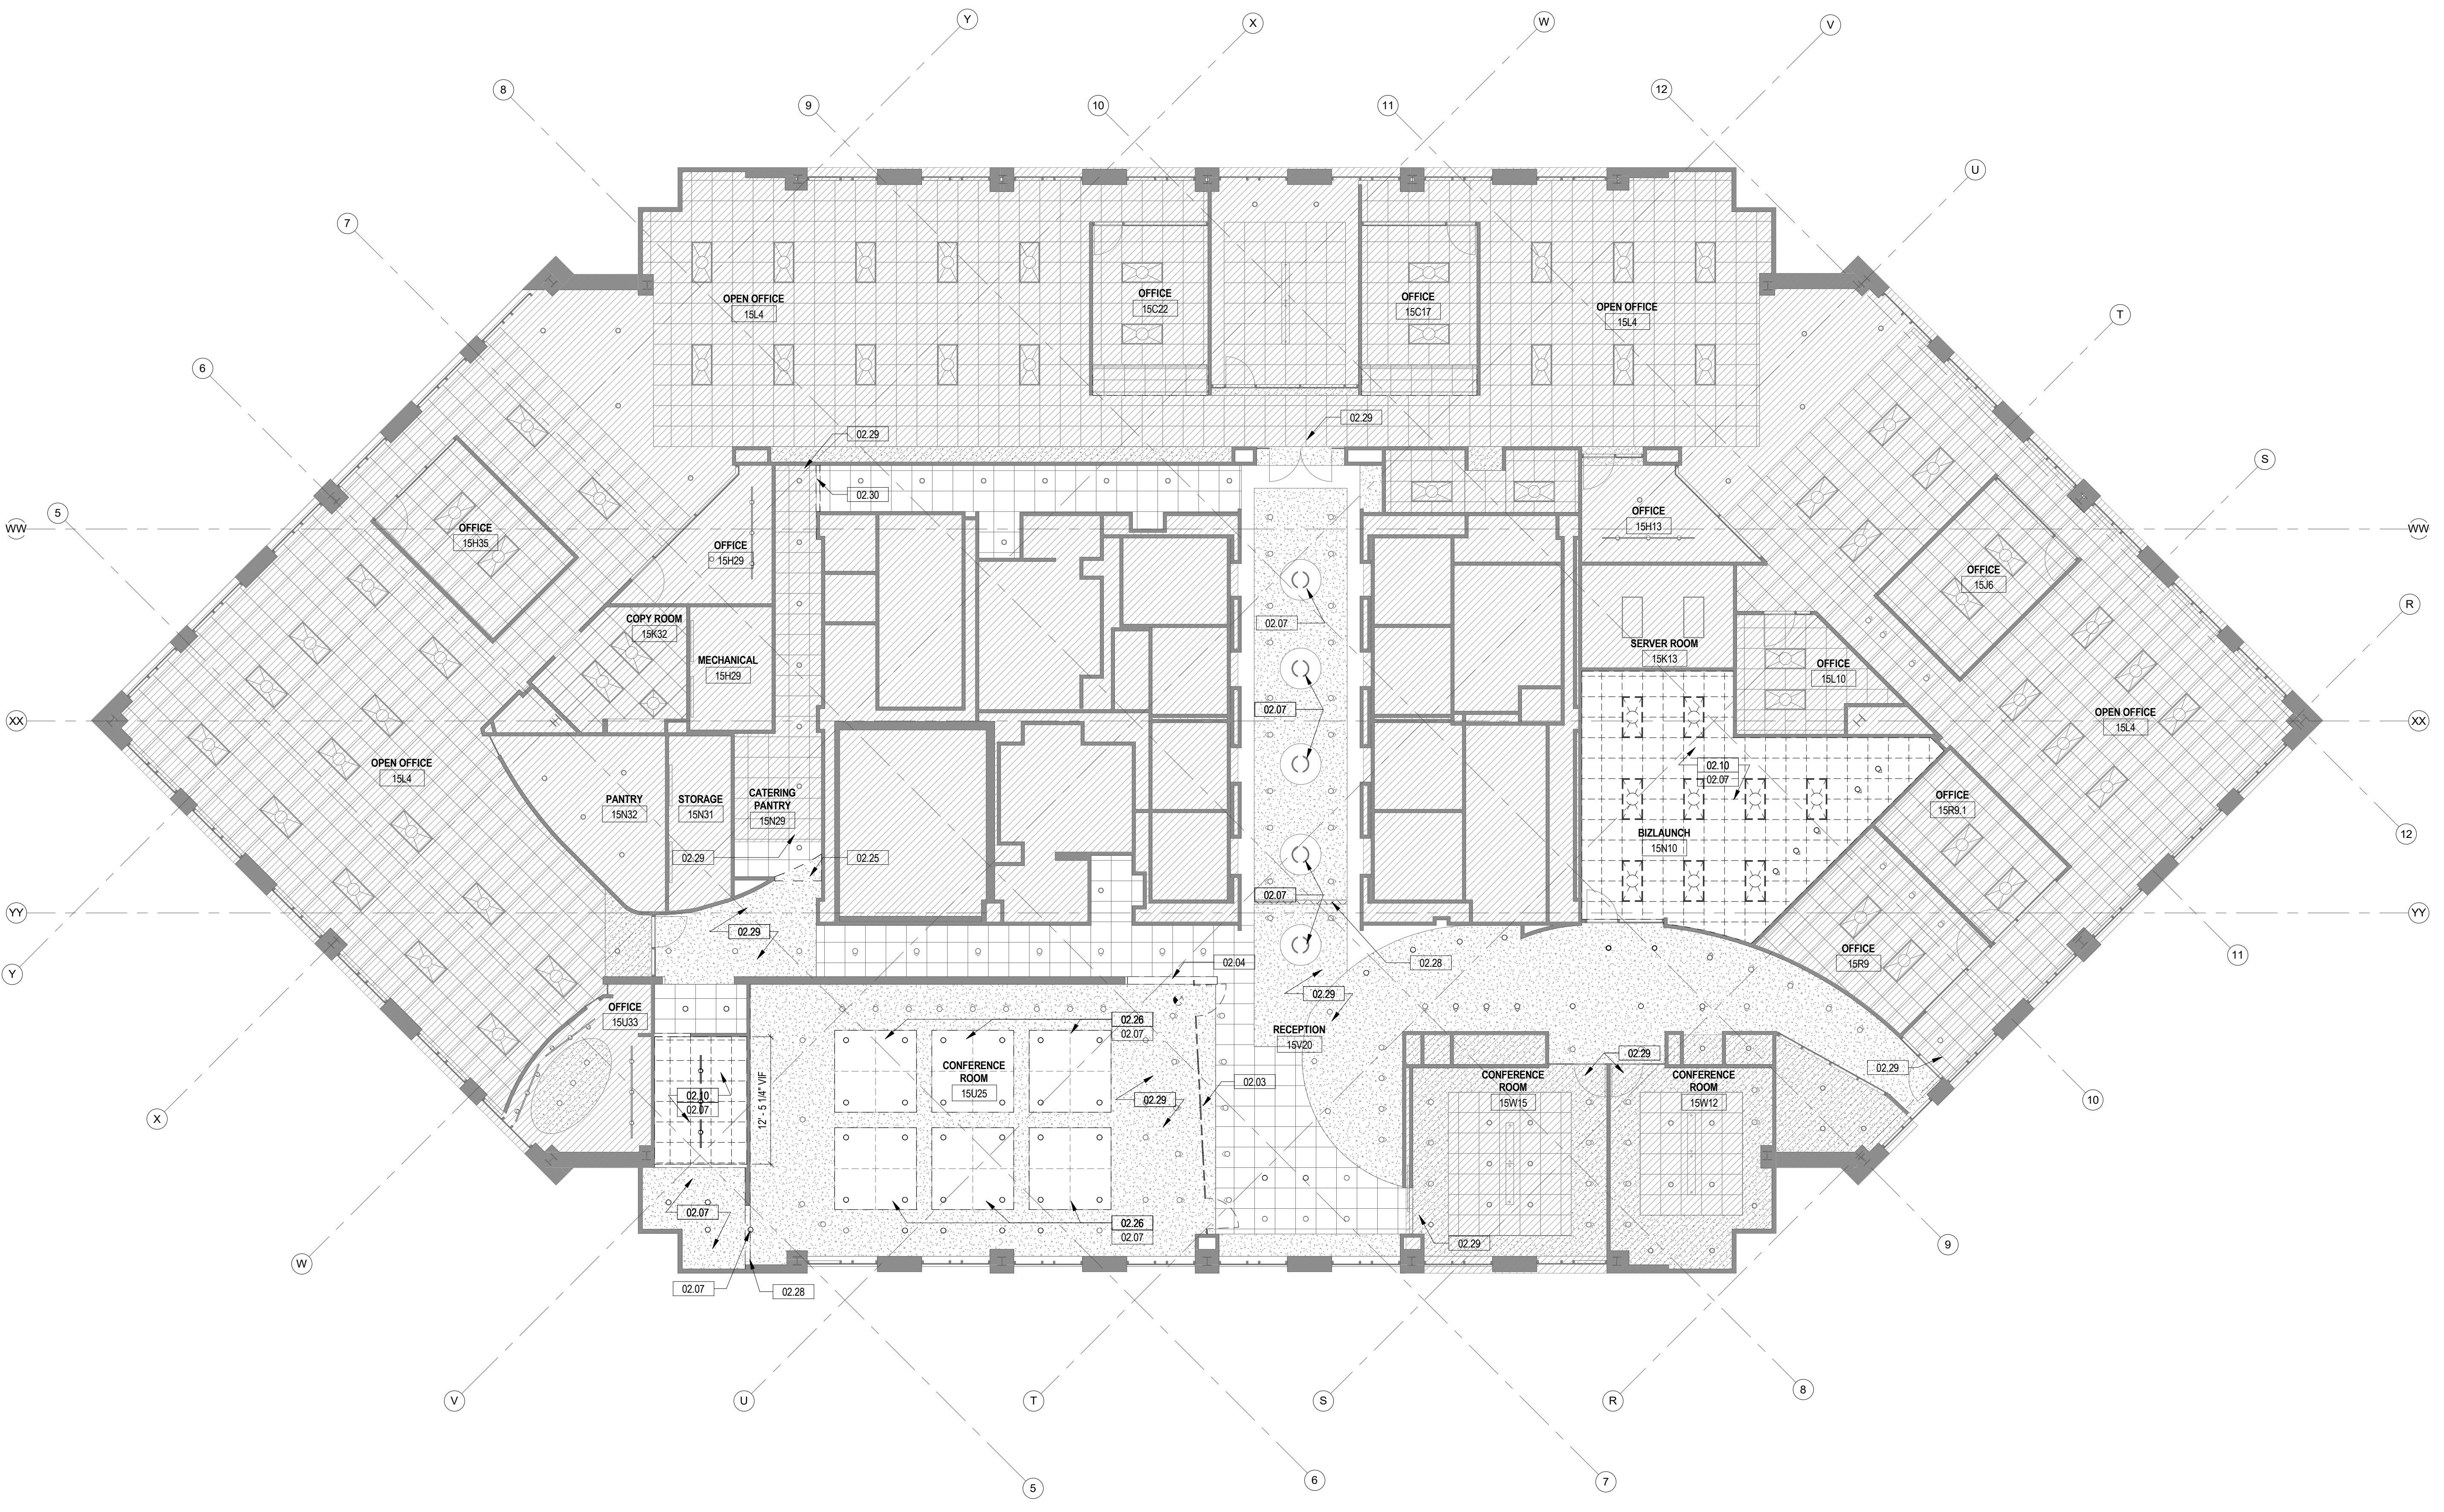 Y
X
W
V
8
9
10
11
12
U
7
T
6
S
5
R
WW
WW
XX
XX
YY
YY
12
11
10
9
8
7
6
5
Y
X
W
V
U
T
S
R
OPEN OFFICE
15L4
OFFICE
15C22
OFFICE
15C17
OPEN OFFICE
15L4
02.29
02.29
02.30
OFFICE
15H35
OFFICE
15H29
OFFICE
15H13
OFFICE
15J6
COPY ROOM
15K32
MECHANICAL
15H29
02.07
SERVER ROOM
15K13
OFFICE
15L10
02.07
OPEN OFFICE
15L4
OPEN OFFICE
15L4
02.10
02.07
PANTRY
15N32
STORAGE
15N31
CATERING
PANTRY
15N29
OFFICE
15R9.1
BIZLAUNCH
15N10
02.29
02.25
02.07
02.29
02.04
02.28
OFFICE
15R9
02.29
OFFICE
15U33
02.26
02.07
RECEPTION
15V20
CONFERENCE
ROOM
15U25
02.03
02.29
02.29
02.29
CONFERENCE
ROOM
15W15
CONFERENCE
ROOM
15W12
02.10
02.07
12' - 5 1/4" VIF
02.07
02.26
02.07
02.29
02.07
02.28